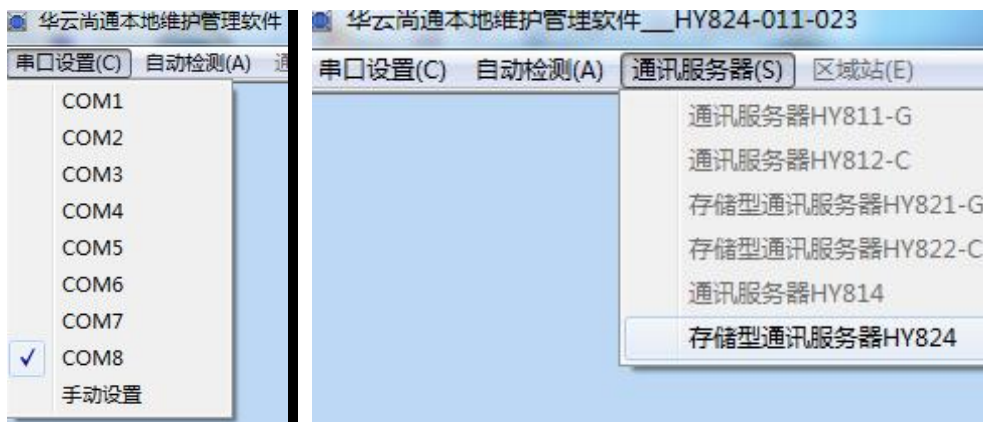 华云尚通本地维护管理软件
串口设置(C) 自动检测(A) 通
COM1
COM2
COM3
COM4
COM5
COM6
COM7
COM8
手动设置
华云尚通本地维护管理软件__HY824-011-023
串口设置(C) 自动检测(A) 通讯服务器(S) 区域站(E)
通讯服务器HY811-G
通讯服务器HY812-C
存储型通讯服务器HY821-G
存储型通讯服务器HY822-C
通讯服务器HY814
存储型通讯服务器HY824